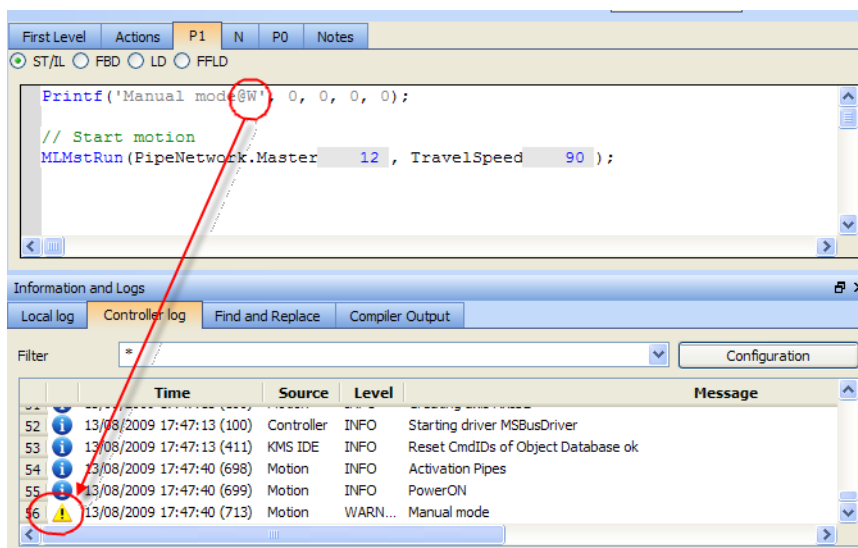 First Level Actions P1 N P0 Notes
ST/IL FBD LD FFLD
Printf('Manual mode@W', 0, 0, 0, 0);
// Start motion
MLMstRun(PipeNetwork.Master 12 , TravelSpeed 90 );
Information and Logs
Local log Controller log Find and Replace Compiler Output
Filter * Configuration
Time Source Level Message
52 13/08/2009 17:47:13 (100) Controller INFO Starting driver MSBusDriver
53 13/08/2009 17:47:13 (411) KMS IDE INFO Reset CmdIDs of Object Database ok
54 13/08/2009 17:47:40 (698) Motion INFO Activation Pipes
55 13/08/2009 17:47:40 (699) Motion INFO PowerON
56 13/08/2009 17:47:40 (713) Motion WARN... Manual mode